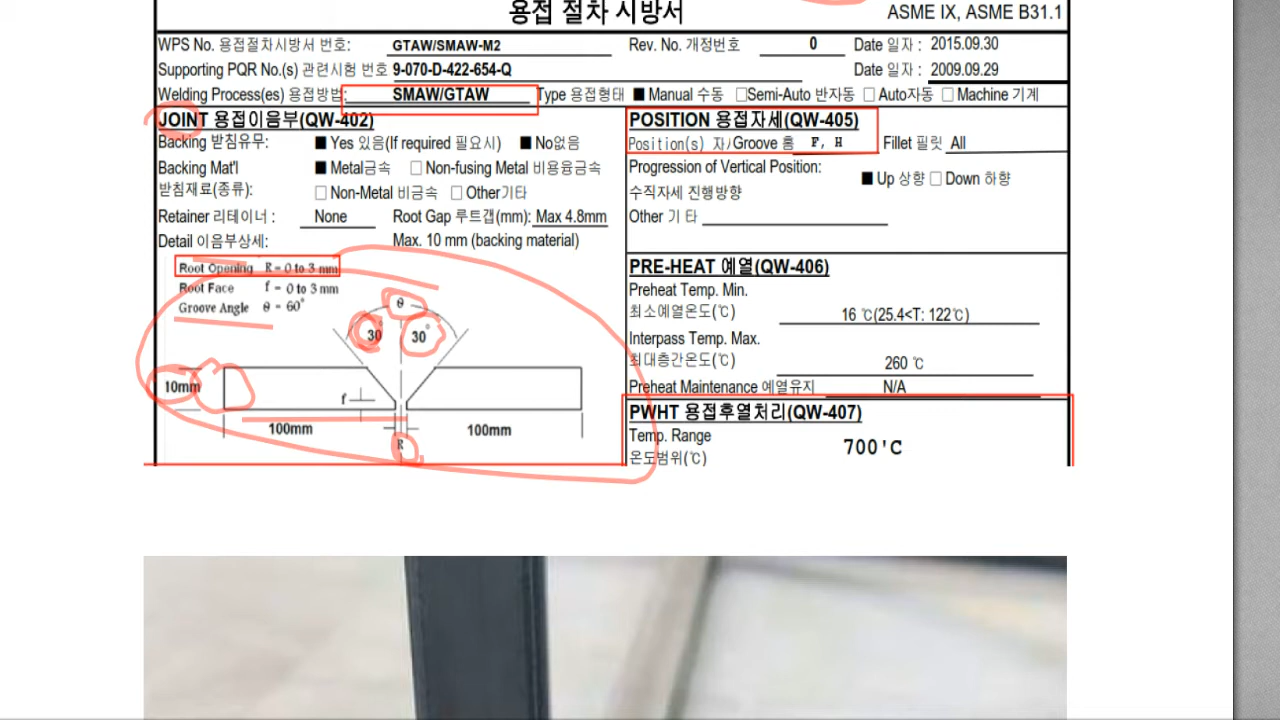 용접 절차 시방서
ASME IX, ASME B31.1
WPS No. 용접절차시방서 번호: GTAW/SMAW-M2 Rev. No. 개정번호 0 Date 일자 : 2015.09.30
Supporting PQR No.(s) 관련시험 번호 9-070-D-422-654-Q Date 일자 : 2009.09.29
Welding Process(es) 용접방법: SMAW/GTAW Type 용접형태 ■ Manual 수동 □Semi-Auto 반자동 □ Auto자동 □ Machine 기계
JOINT 용접이음부(QW-402)
Backing 받침유무: ■ Yes 있음(If required 필요시) ■ No없음
Backing Mat'l ■ Metal금속 □ Non-fusing Metal 비용융금속
받침재료(종류): □ Non-Metal 비금속 □ Other기타
Retainer 리테이너 : None Root Gap 루트갭(mm): Max 4.8mm
Detail 이음부상세: Max. 10 mm (backing material)
Root Opening R = 0 to 3 mm
Root Face f = 0 to 3 mm
Groove Angle θ = 60°
θ
30° 30°
10mm
f
100mm 100mm
R
POSITION 용접자세(QW-405)
Position(s) 자/Groove 홈 F, H Fillet 필릿 All
Progression of Vertical Position:
■ Up 상향 □ Down 하향
수직자세 진행방향
Other 기 타
PRE-HEAT 예열(QW-406)
Preheat Temp. Min.
최소예열온도(℃) 16 ℃(25.4<T: 122℃)
Interpass Temp. Max.
최대층간온도(℃) 260 ℃
Preheat Maintenance 예열유지 N/A
PWHT 용접후열처리(QW-407)
Temp. Range
700'C
온도범위(℃)